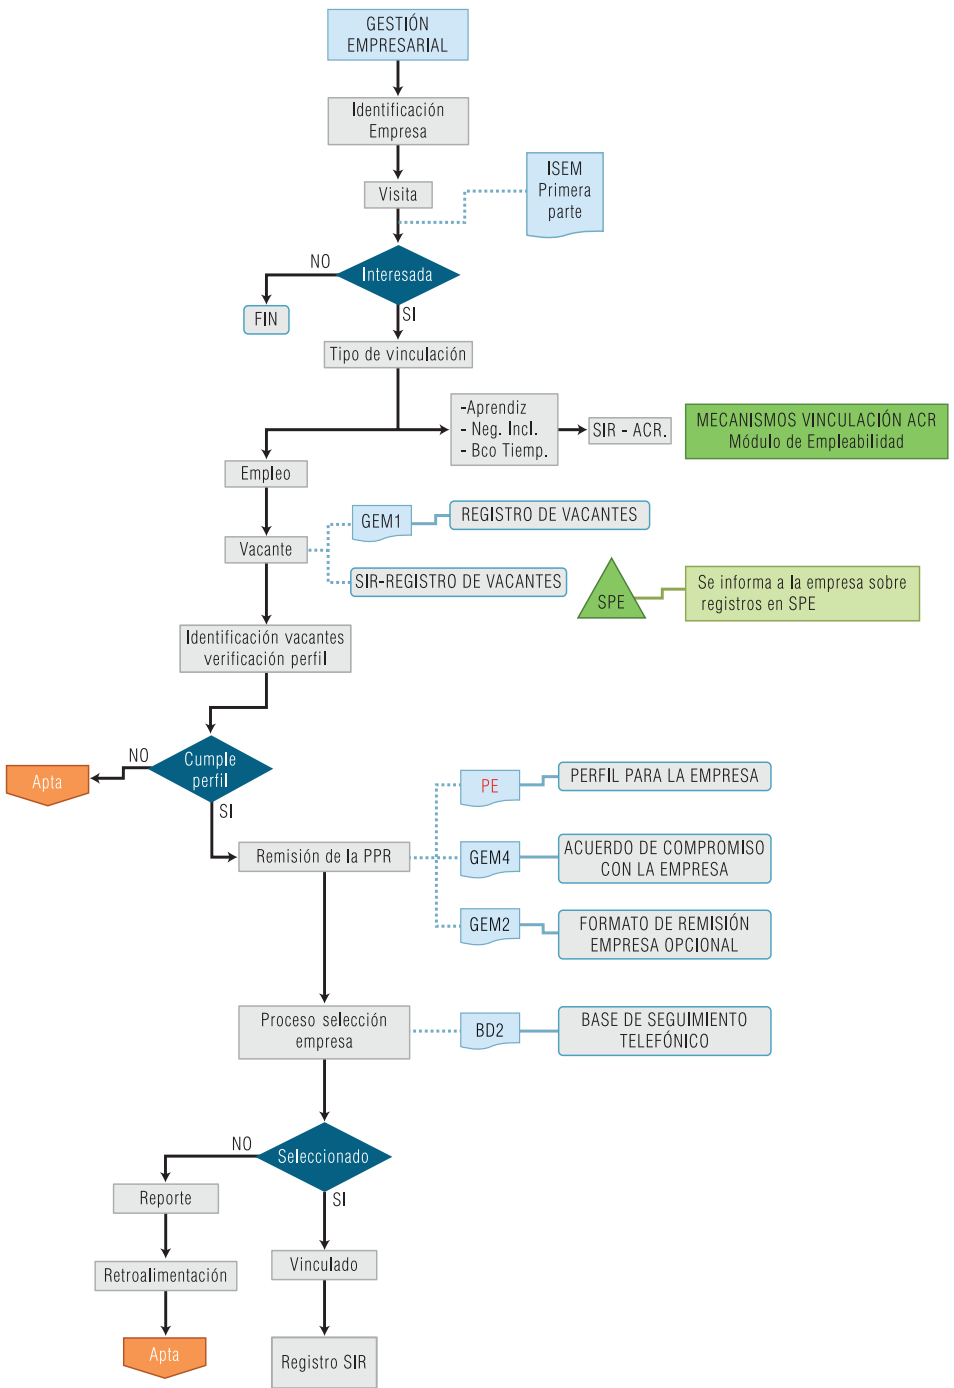 GESTIÓN
EMPRESARIAL
Identificación
Empresa
ISEM
Primera
parte
Visita
NO
Interesada
FIN
SI
Tipo de vinculación
-Aprendiz
- Neg. Incl.
- Bco Tiemp.
SIR - ACR.
MECANISMOS VINCULACIÓN ACR
Módulo de Empleabilidad
Empleo
GEM1
REGISTRO DE VACANTES
Vacante
SIR-REGISTRO DE VACANTES
SPE
Se informa a la empresa sobre
registros en SPE
Identificación vacantes
verificación perfil
NO
Cumple
perfil
Apta
SI
PE
PERFIL PARA LA EMPRESA
Remisión de la PPR
GEM4
ACUERDO DE COMPROMISO
CON LA EMPRESA
GEM2
FORMATO DE REMISIÓN
EMPRESA OPCIONAL
Proceso selección
empresa
BD2
BASE DE SEGUIMIENTO
TELEFÓNICO
NO
Seleccionado
SI
Reporte
Vinculado
Retroalimentación
Apta
Registro SIR